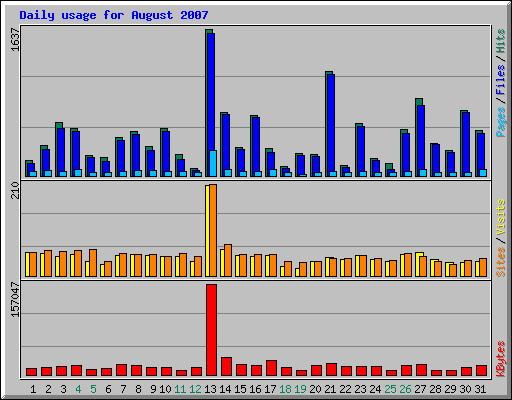 Daily usage for August 2007
1637
Pages / Files / Hits
210
Sites / Visits
157047
KBytes
1 2 3 4 5 6 7 8 9 10 11 12 13 14 15 16 17 18 19 20 21 22 23 24 25 26 27 28 29 30 31